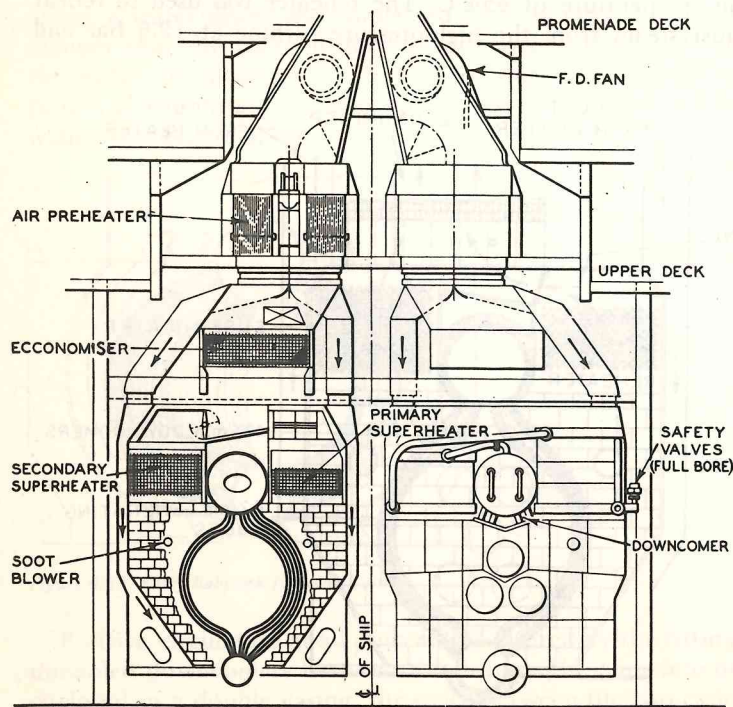 PROMENADE DECK
F. D. FAN
AIR PREHEATER
UPPER DECK
ECCONOMISER
PRIMARY
SUPERHEATER
SAFETY
VALVES
(FULL BORE)
SECONDARY
SUPERHEATER
SOOT
BLOWER
DOWNCOMER
℄ OF SHIP